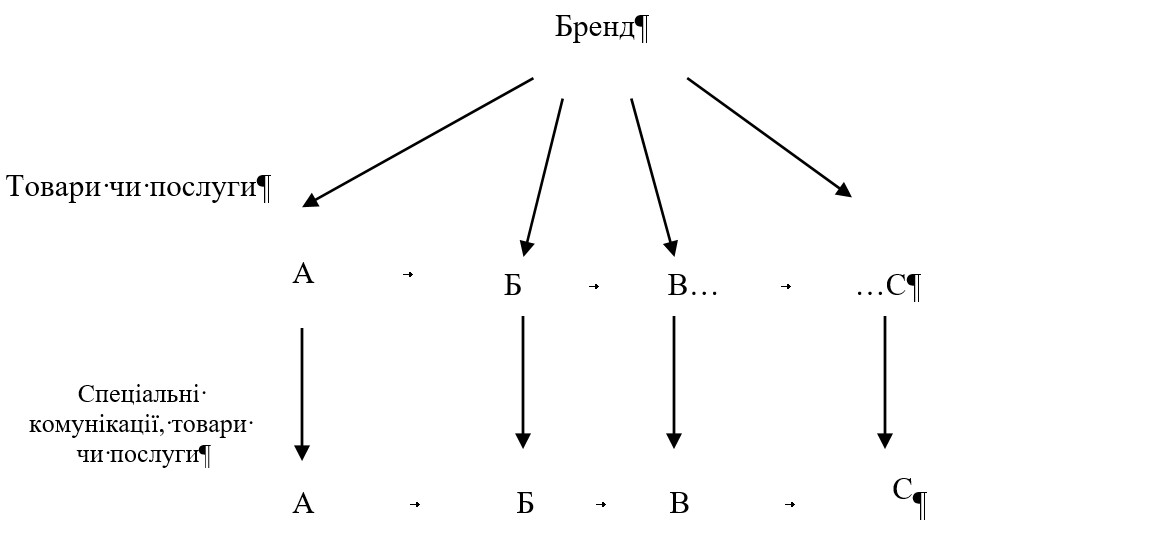 Бренд¶
Товари·чи·послуги¶
А → Б → В… → …С¶
Спеціальні·
комунікації,·товари·
чи·послуги¶
А → Б → В → С¶